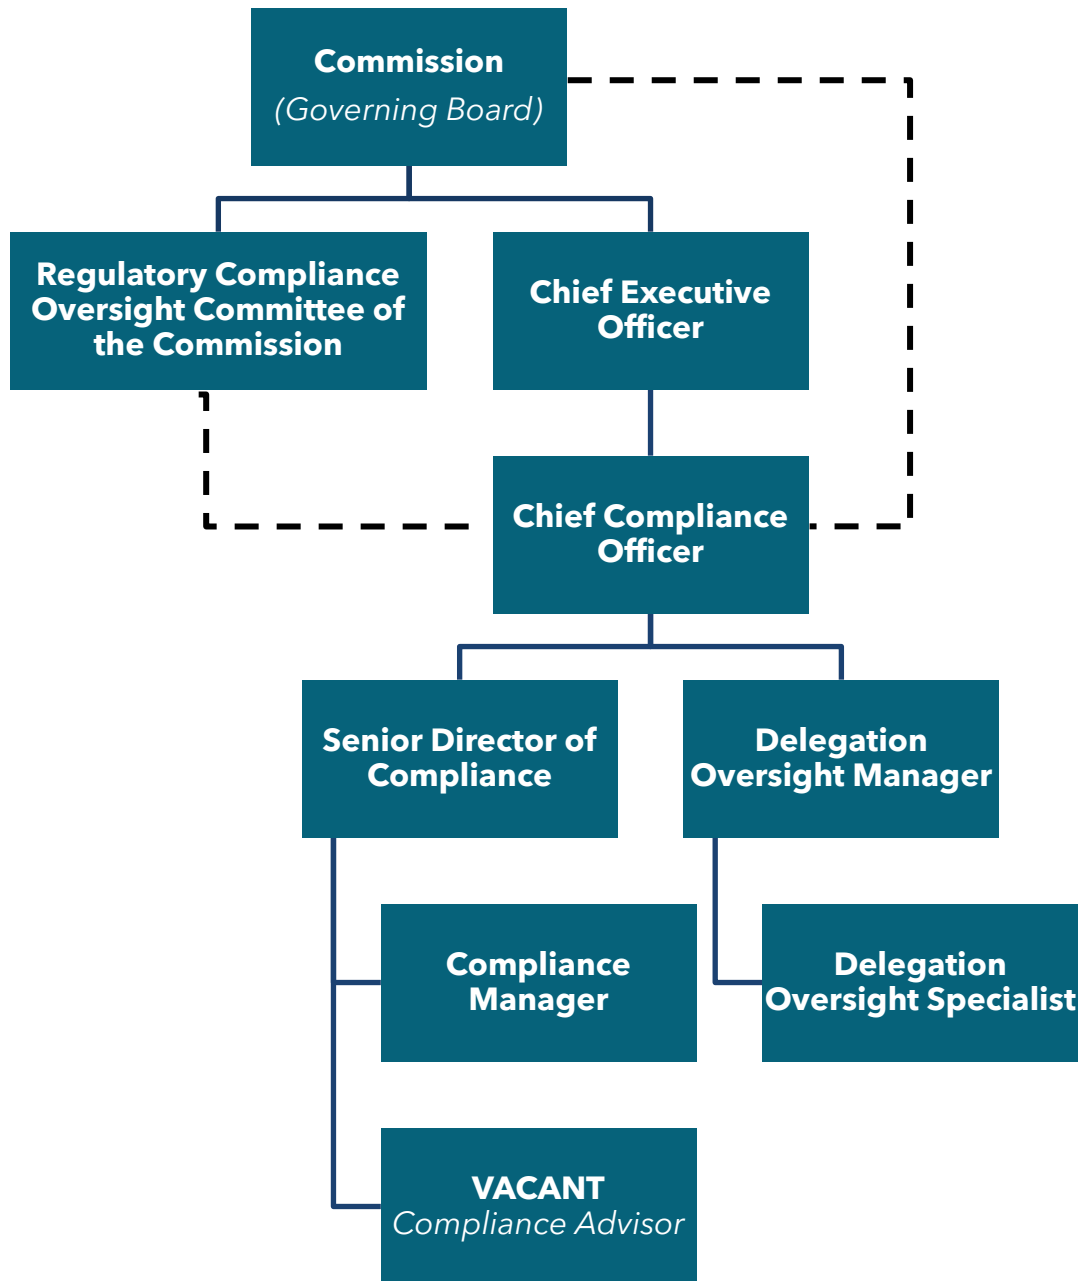 Commission
(Governing Board)
Regulatory Compliance
Oversight Committee of
the Commission
Chief Executive
Officer
Chief Compliance
Officer
Senior Director of
Compliance
Delegation
Oversight Manager
Compliance
Manager
Delegation
Oversight Specialist
VACANT
Compliance Advisor